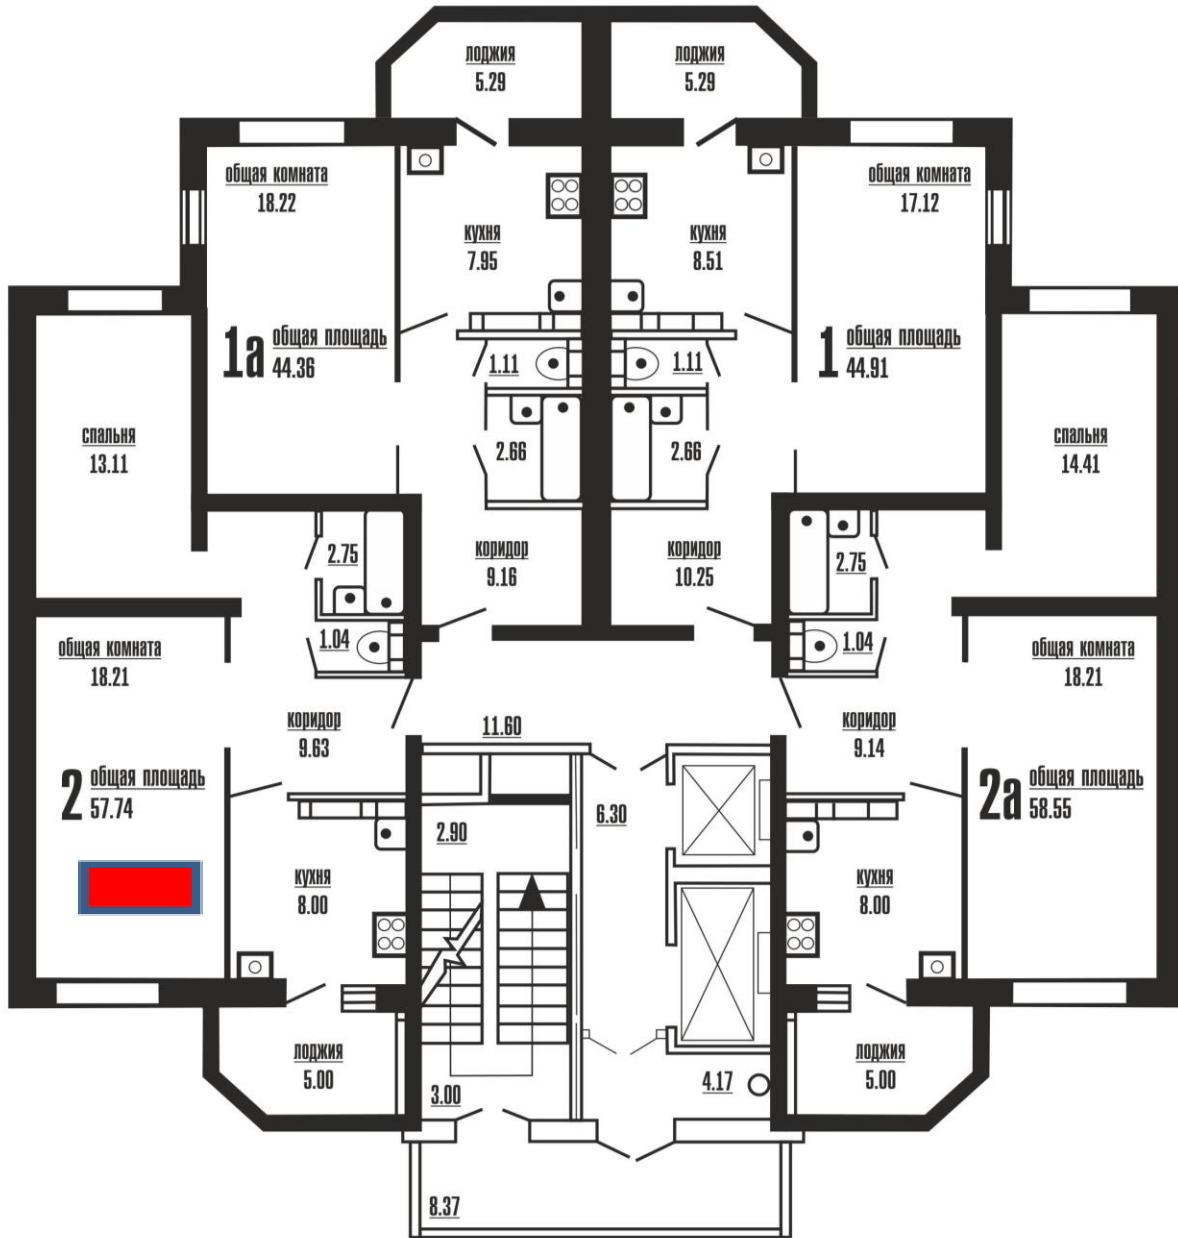 лоджия
5.29
лоджия
5.29
общая комната
18.22
общая комната
17.12
кухня
7.95
кухня
8.51
1а общая площадь
44.36
1.11
1.11
1 общая площадь
44.91
спальня
13.11
2.66
2.66
спальня
14.41
2.75
коридор
9.16
коридор
10.25
2.75
общая комната
18.21
1.04
1.04
общая комната
18.21
коридор
9.63
11.60
коридор
9.14
2 общая площадь
57.74
2а общая площадь
58.55
2.90
6.30
кухня
8.00
кухня
8.00
лоджия
5.00
3.00
4.17
лоджия
5.00
8.37